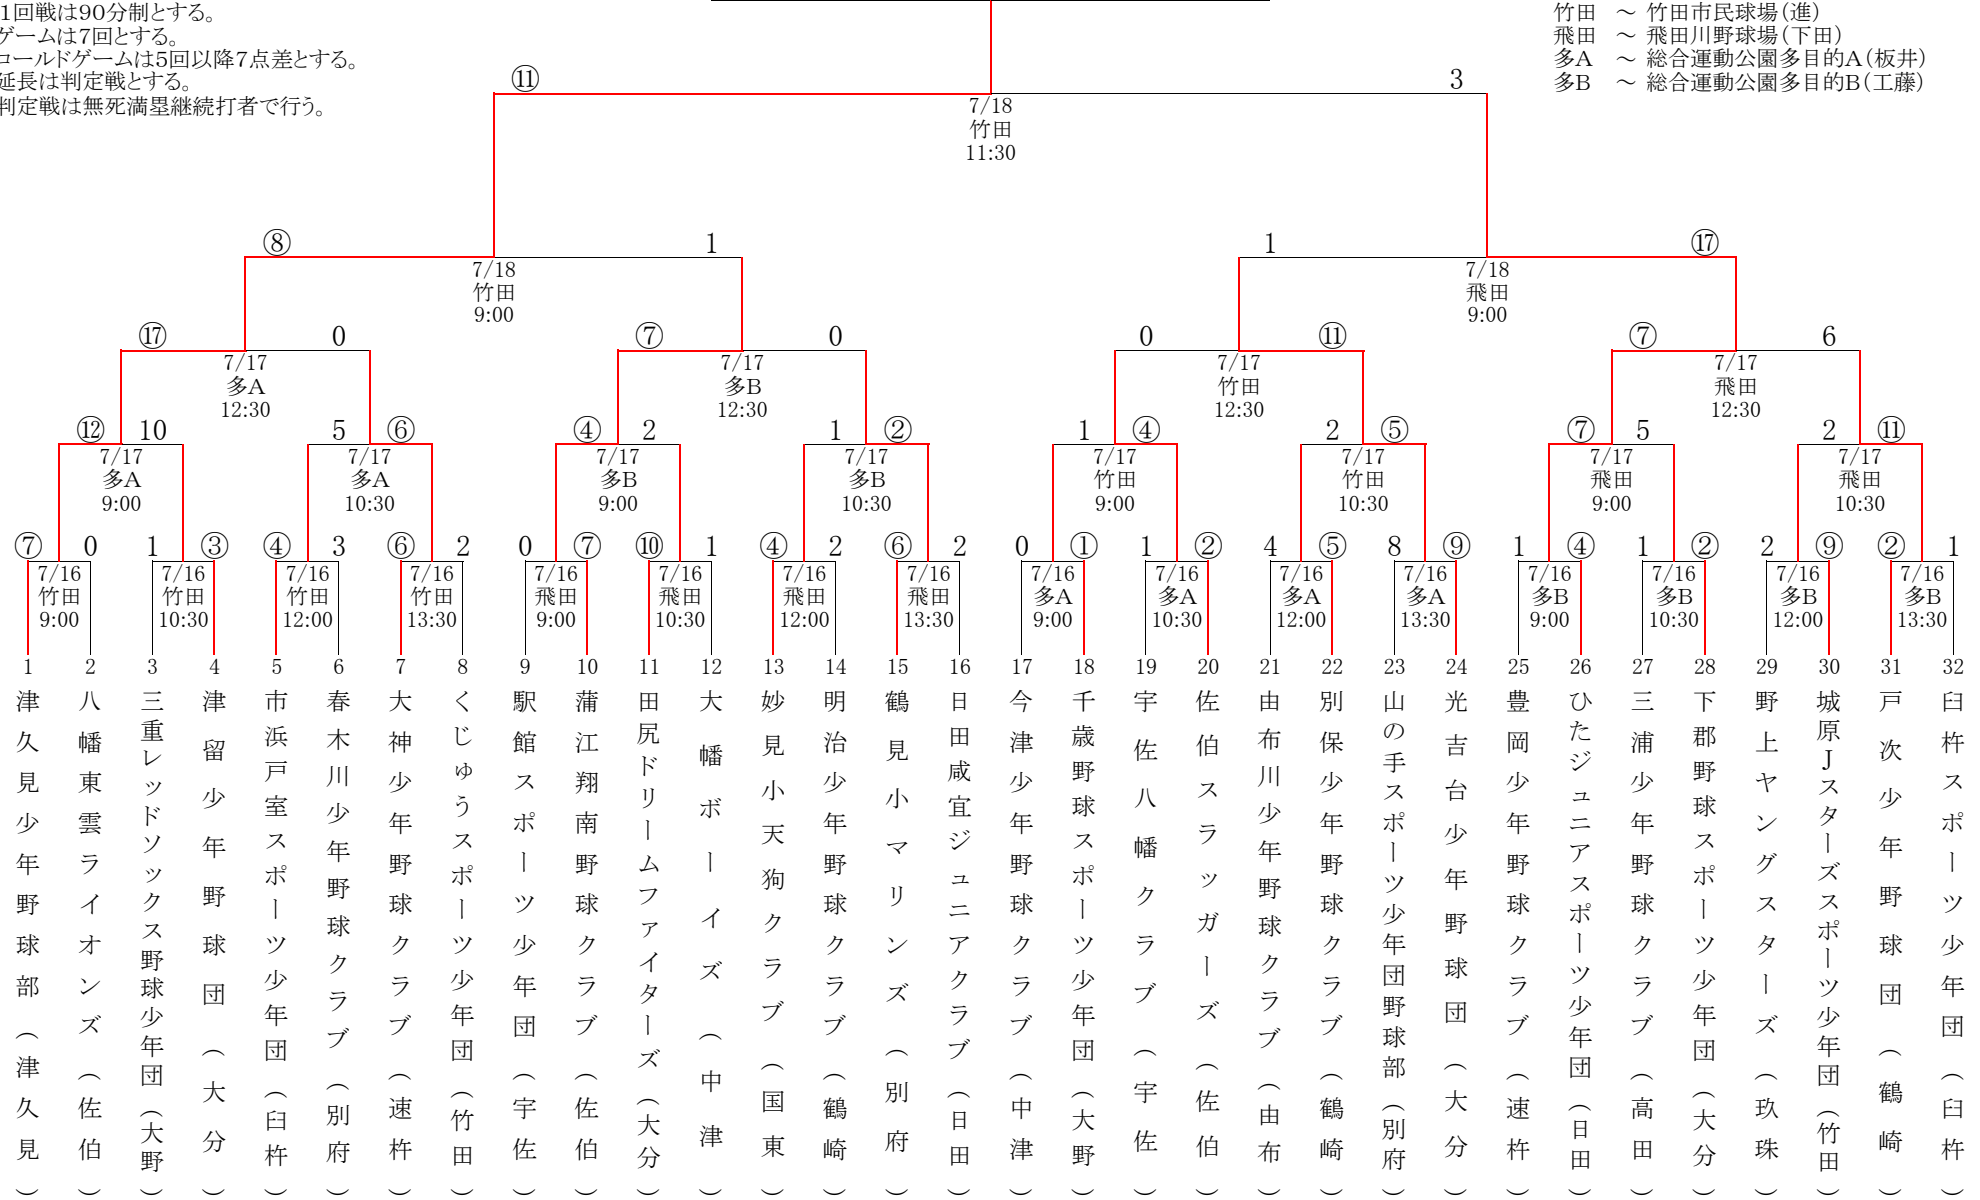 1回戦は90分制とする。
ゲームは7回とする。
コールドゲームは5回以降7点差とする。
延長は判定戦とする。
判定戦は無死満塁継続打者で行う。
竹田 ～ 竹田市民球場(進)
飛田 ～ 飛田川野球場(下田)
多A ～ 総合運動公園多目的A(板井)
多B ～ 総合運動公園多目的B(工藤)
⑪ 3
7/18
竹田
11:30
⑧ 1 1 ⑰
7/18 7/18
竹田 飛田
9:00 9:00
⑰ 0 ⑦ 0 0 ⑪ ⑦ 6
7/17 7/17 7/17 7/17
多A 多B 竹田 飛田
12:30 12:30 12:30 12:30
⑫ 10 5 ⑥ ④ 2 1 ② 1 ④ 2 ⑤ ⑦ 5 2 ⑪
7/17 7/17 7/17 7/17 7/17 7/17 7/17 7/17
多A 多A 多B 多B 竹田 竹田 飛田 飛田
9:00 10:30 9:00 10:30 9:00 10:30 9:00 10:30
⑦ 0 1 ③ ④ 3 ⑥ 2 0 ⑦ ⑩ 1 ④ 2 ⑥ 2 0 ① 1 ② 4 ⑤ 8 ⑨ 1 ④ 1 ② 2 ⑨ ② 1
7/16 7/16 7/16 7/16 7/16 7/16 7/16 7/16 7/16 7/16 7/16 7/16 7/16 7/16 7/16 7/16
竹田 竹田 竹田 竹田 飛田 飛田 飛田 飛田 多A 多A 多A 多A 多B 多B 多B 多B
9:00 10:30 12:00 13:30 9:00 10:30 12:00 13:30 9:00 10:30 12:00 13:30 9:00 10:30 12:00 13:30
1 2 3 4 5 6 7 8 9 10 11 12 13 14 15 16 17 18 19 20 21 22 23 24 25 26 27 28 29 30 31 32
津久見少年野球部(津久見)
八幡東雲ライオンズ(佐伯)
三重レッドソックス野球少年団(大野)
津留少年野球団(大分)
市浜戸室スポーツ少年団(臼杵)
春木川少年野球クラブ(別府)
大神少年野球クラブ(速杵)
くじゅうスポーツ少年団(竹田)
駅館スポーツ少年団(宇佐)
蒲江翔南野球クラブ(佐伯)
田尻ドリームファイターズ(大分)
大幡ボーイズ(中津)
妙見小天狗クラブ(国東)
明治少年野球クラブ(鶴崎)
鶴見小マリンズ(別府)
日田咸宜ジュニアクラブ(日田)
今津少年野球クラブ(中津)
千歳野球スポーツ少年団(大野)
宇佐八幡クラブ(宇佐)
佐伯スラッガーズ(佐伯)
由布川少年野球クラブ(由布)
別保少年野球クラブ(鶴崎)
山の手スポーツ少年団野球部(別府)
光吉台少年野球団(大分)
豊岡少年野球クラブ(速杵)
ひたジュニアスポーツ少年団(日田)
三浦少年野球クラブ(高田)
下郡野球スポーツ少年団(大分)
野上ヤングスターズ(玖珠)
城原Jスターズスポーツ少年団(竹田)
戸次少年野球団(鶴崎)
臼杵スポーツ少年団(臼杵)